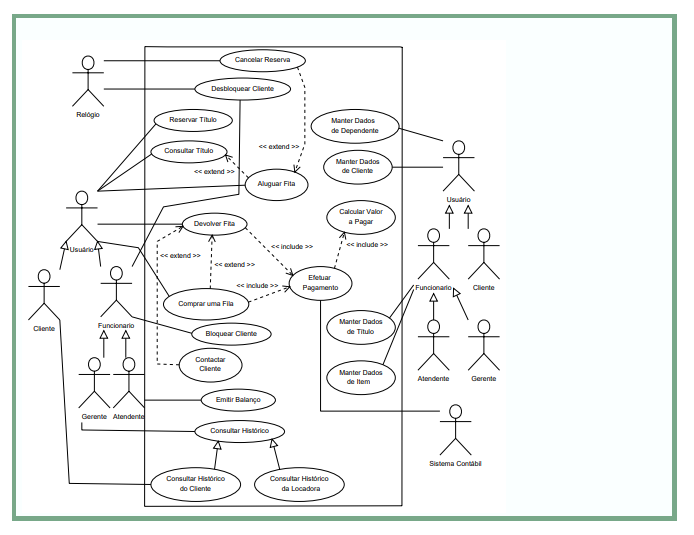 Cancelar Reserva
Desbloquear Cliente
Relógio
Reservar Título
Manter Dados
de Dependente
<< extend >>
Consultar Título
Manter Dados
de Cliente
<< extend >>
Aluguar Fita
Usuário
Calcular Valor
a Pagar
Devolver Fita
Usuário
<< include >>
<< include >>
<< extend >>
<< extend >>
Efetuar
Pagamento
<< include >>
Funcionario
Cliente
Comprar uma Fila
Cliente
Funcionario
Bloquear Cliente
Manter Dados
de Título
Contactar
Cliente
Manter Dados
de Item
Atendente
Gerente
Emitir Balanço
Gerente
Atendente
Consultar Histórico
Sistema Contábil
Consultar Histórico
do Cliente
Consultar Histórico
da Locadora